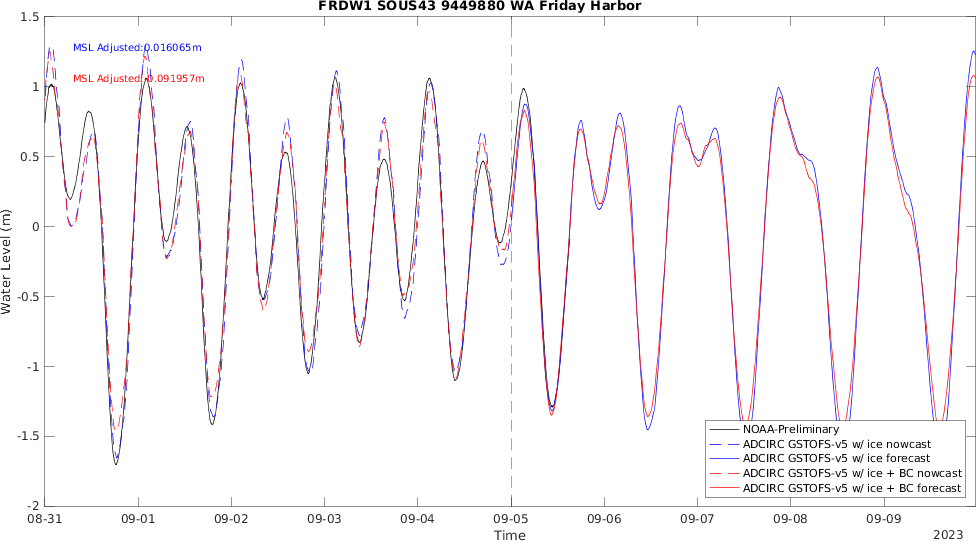 FRDW1 SOUS43 9449880 WA Friday Harbor
1.5
MSL Adjusted:0.016065m
MSL Adjusted:-0.091957m
1
0.5
0
-0.5
-1
-1.5
-2
Water Level (m)
NOAA-Preliminary
ADCIRC GSTOFS-v5 w/ ice nowcast
ADCIRC GSTOFS-v5 w/ ice forecast
ADCIRC GSTOFS-v5 w/ ice + BC nowcast
ADCIRC GSTOFS-v5 w/ ice + BC forecast
08-31 09-01 09-02 09-03 09-04 09-05 09-06 09-07 09-08 09-09
Time
2023